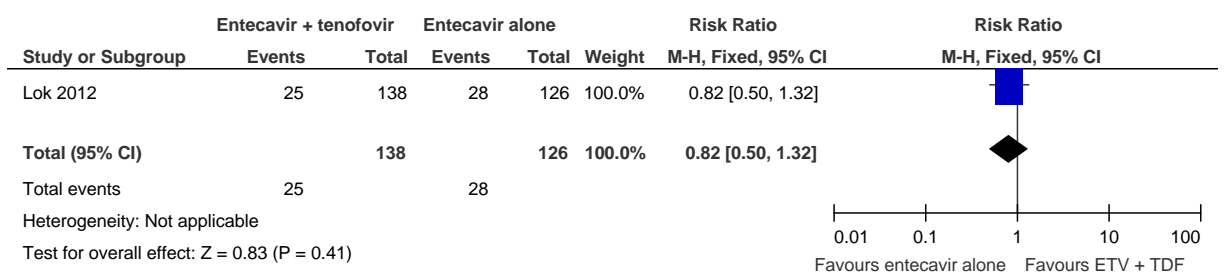 Entecavir + tenofovir Entecavir alone Risk Ratio Risk Ratio
Study or Subgroup Events Total Events Total Weight M-H, Fixed, 95% CI M-H, Fixed, 95% CI
Lok 2012 25 138 28 126 100.0% 0.82 [0.50, 1.32]
Total (95% CI) 138 126 100.0% 0.82 [0.50, 1.32]
Total events 25 28
Heterogeneity: Not applicable
Test for overall effect: Z = 0.83 (P = 0.41)
0.01 0.1 1 10 100
Favours entecavir alone Favours ETV + TDF